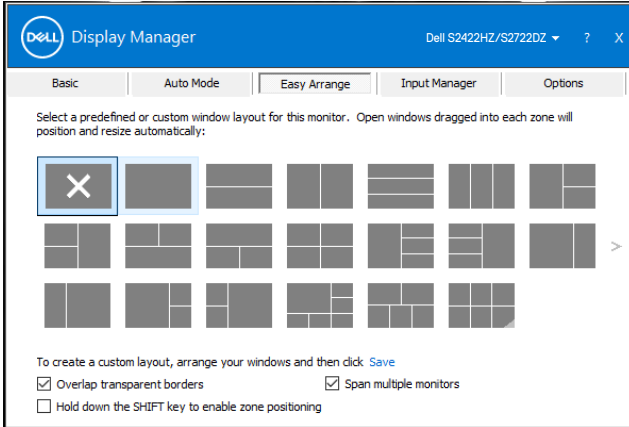 DELL Display Manager
Dell S2422HZ/S2722DZ ? X
Basic Auto Mode Easy Arrange Input Manager Options
Select a predefined or custom window layout for this monitor. Open windows dragged into each zone will
position and resize automatically:
>
To create a custom layout, arrange your windows and then click Save
Overlap transparent borders Span multiple monitors
Hold down the SHIFT key to enable zone positioning